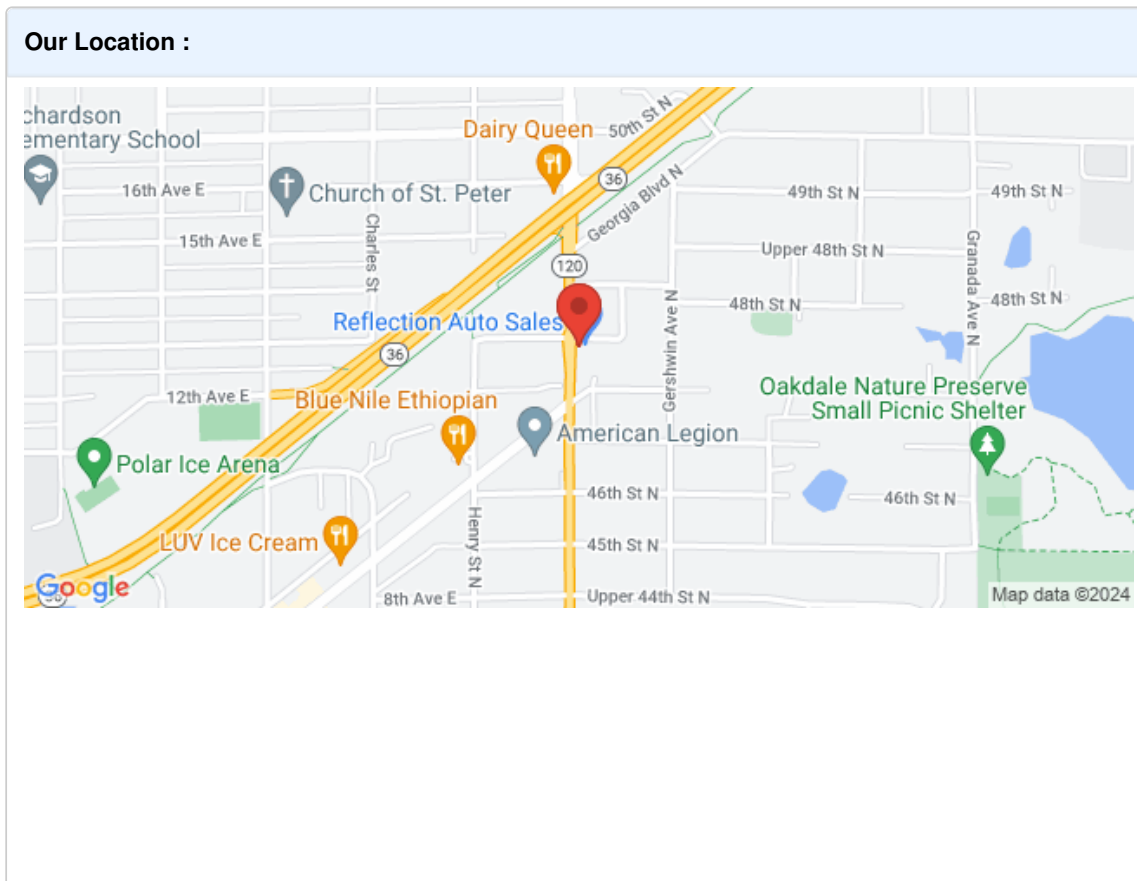 Our Location :
chardson
ementary School
Dairy Queen
50th St N
16th Ave E
Church of St. Peter
36
Georgia Blvd N
49th St N
49th St N
15th Ave E
Charles St
120
Upper 48th St N
Granada Ave N
48th St N
48th St N
Reflection Auto Sales
Gershwin Ave N
36
12th Ave E
Blue Nile Ethiopian
Oakdale Nature Preserve
Small Picnic Shelter
American Legion
Polar Ice Arena
46th St N
46th St N
LUV Ice Cream
Henry St N
45th St N
Google
8th Ave E
Upper 44th St N
Map data ©2024